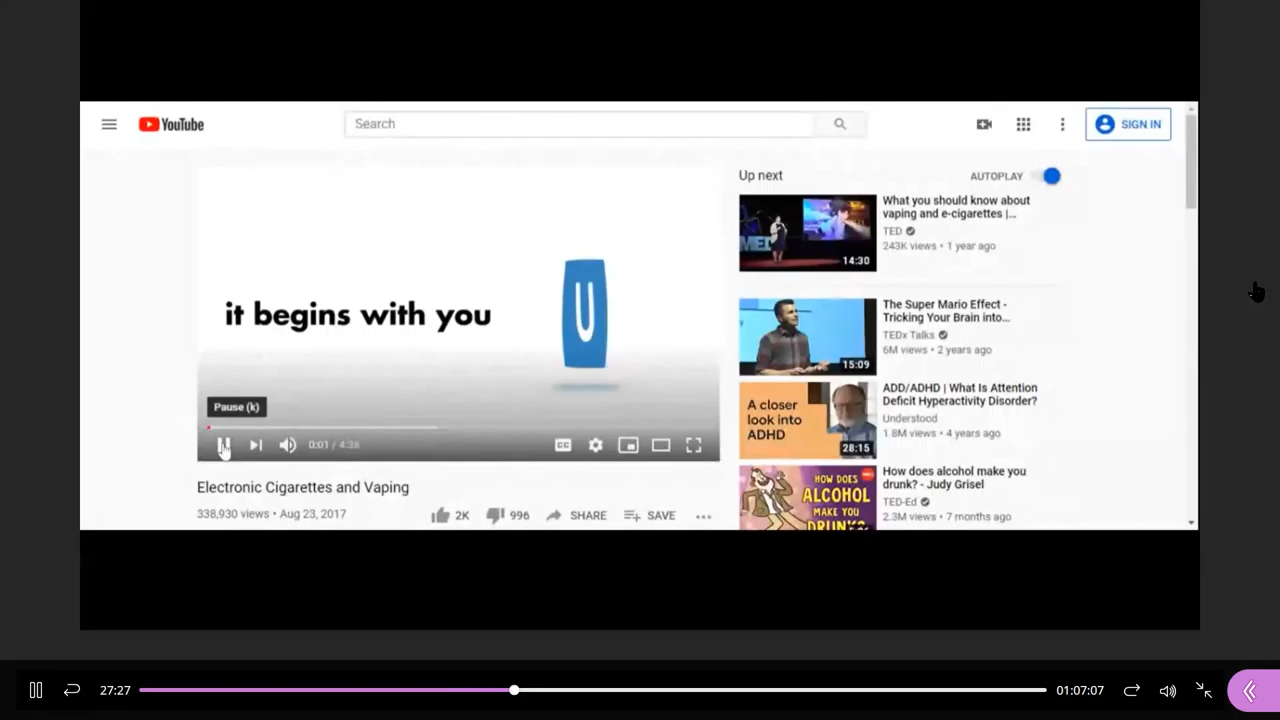 YouTube
Search
SIGN IN
it begins with you
U
Pause (k)
0:01 / 4:36
CC
Electronic Cigarettes and Vaping
338,930 views • Aug 23, 2017
2K
996
SHARE
SAVE
Up next
AUTOPLAY
What you should know about
vaping and e-cigarettes |...
TED
243K views • 1 year ago
14:30
The Super Mario Effect -
Tricking Your Brain into...
TEDx Talks
6M views • 2 years ago
15:09
A closer
look into
ADHD
28:15
ADD/ADHD | What Is Attention
Deficit Hyperactivity Disorder?
Understood
1.8M views • 4 years ago
HOW DOES
ALCOHOL
MAKE YOU
DRUNK?
How does alcohol make you
drunk? - Judy Grisel
TED-Ed
2.3M views • 7 months ago
27:27
01:07:07